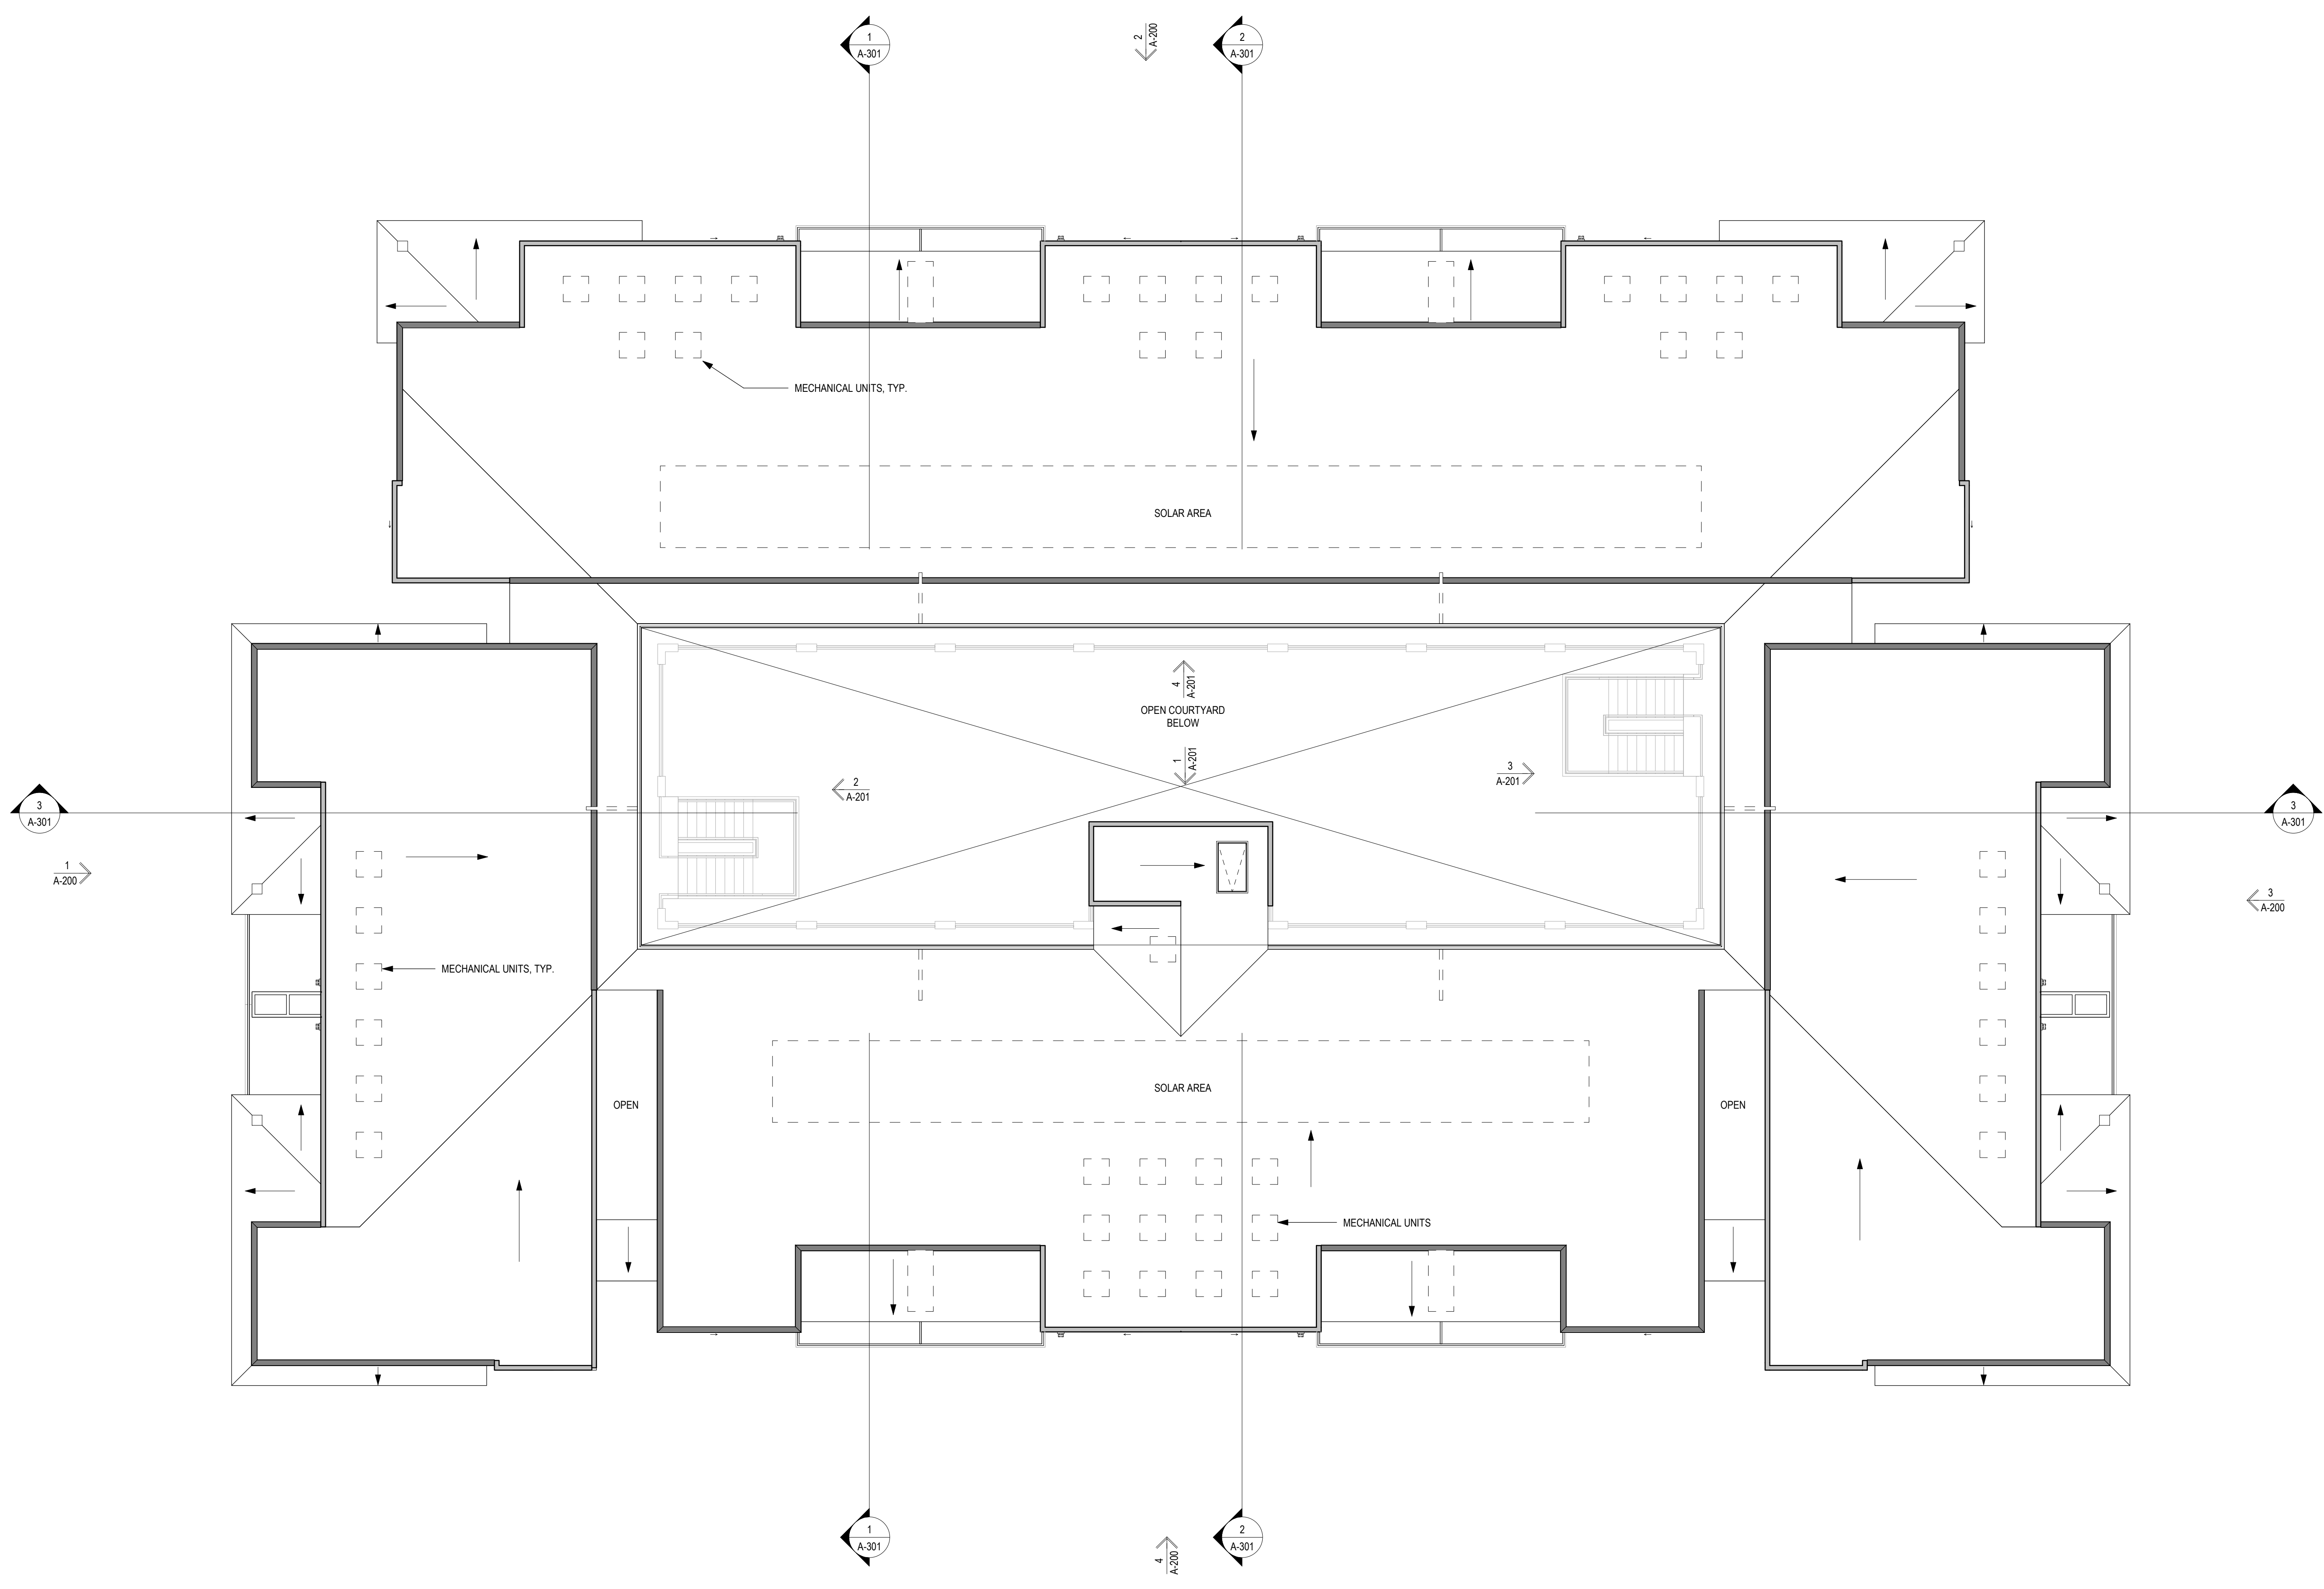 1
A-301
2
A-200
2
A-301
MECHANICAL UNITS, TYP.
SOLAR AREA
4
A-201
OPEN COURTYARD
BELOW
1
A-201
2
A-201
3
A-201
3
A-301
3
A-301
1
A-200
3
A-200
MECHANICAL UNITS, TYP.
SOLAR AREA
OPEN
OPEN
MECHANICAL UNITS
1
A-301
2
A-301
4
A-200